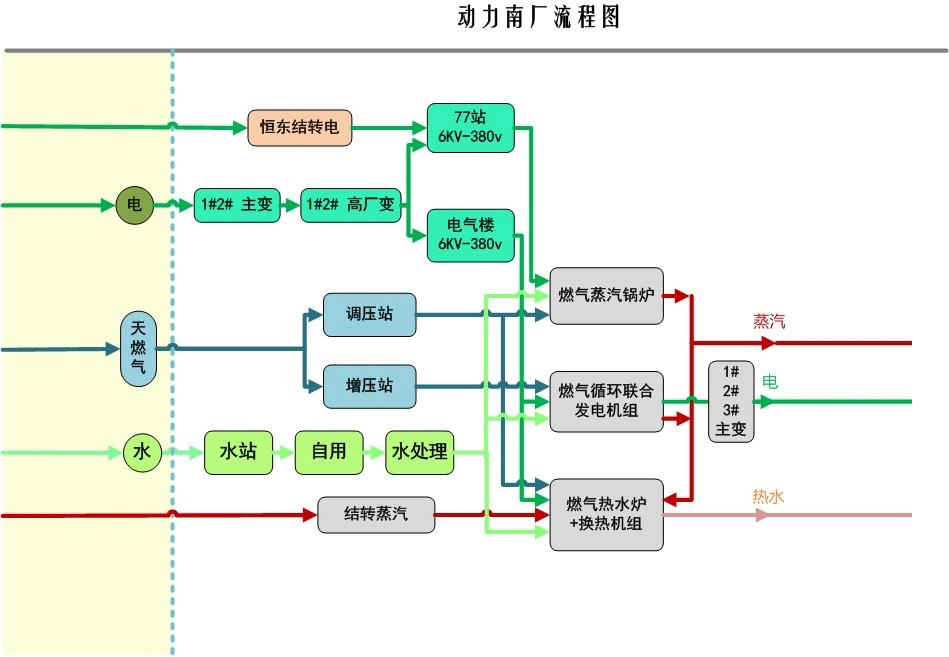 动力南厂流程图
恒东结转电
77站
6KV-380v
电
1#2# 主变
1#2# 高厂变
电气楼
6KV-380v
天
燃
气
调压站
增压站
燃气蒸汽锅炉
蒸汽
燃气循环联合
发电机组
1#
2#
3#
主变
电
水
水站
自用
水处理
结转蒸汽
燃气热水炉
+换热机组
热水